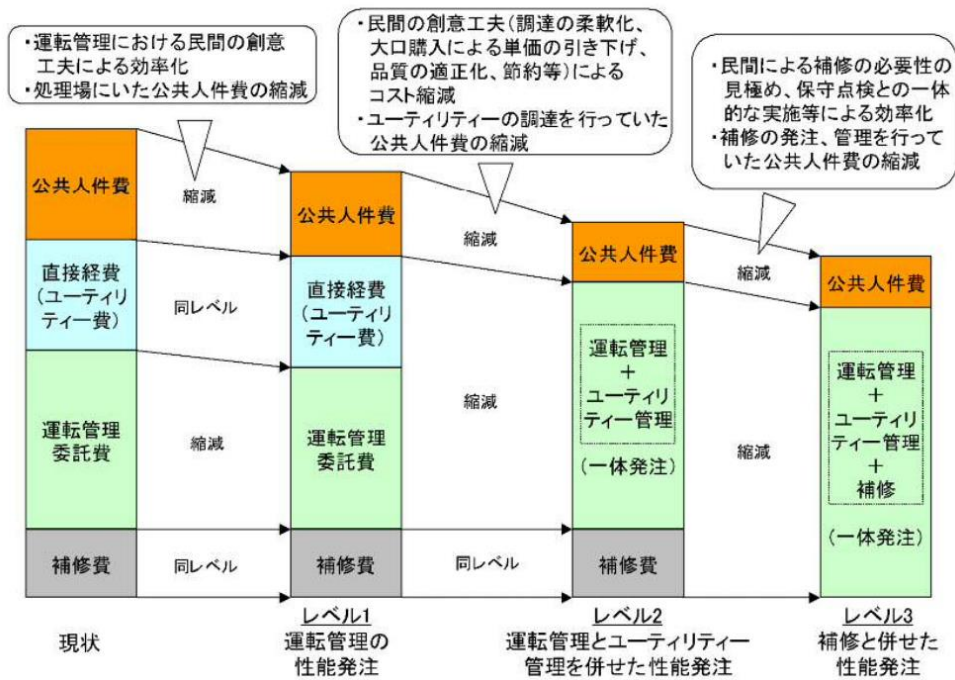 ・運転管理における民間の創意
工夫による効率化
・処理場にいた公共人件費の縮減
・民間の創意工夫(調達の柔軟化、
大口購入による単価の引き下げ、
品質の適正化、節約等)による
コスト縮減
・ユーティリティーの調達を行っていた
公共人件費の縮減
・民間による補修の必要性の
見極め、保守点検との一体
的な実施等による効率化
・補修の発注、管理を行って
いた公共人件費の縮減
公共人件費
直接経費
(ユーティリ
ティー費)
運転管理
委託費
補修費
現状
縮減
同レベル
縮減
同レベル
公共人件費
直接経費
(ユーティリ
ティー費)
運転管理
委託費
補修費
レベル1
運転管理の
性能発注
縮減
縮減
同レベル
公共人件費
運転管理
+
ユーティリ
ティー管理
(一体発注)
補修費
レベル2
運転管理とユーティリティー
管理を併せた性能発注
縮減
縮減
公共人件費
運転管理
+
ユーティリ
ティー管理
+
補修
(一体発注)
レベル3
補修と併せた
性能発注